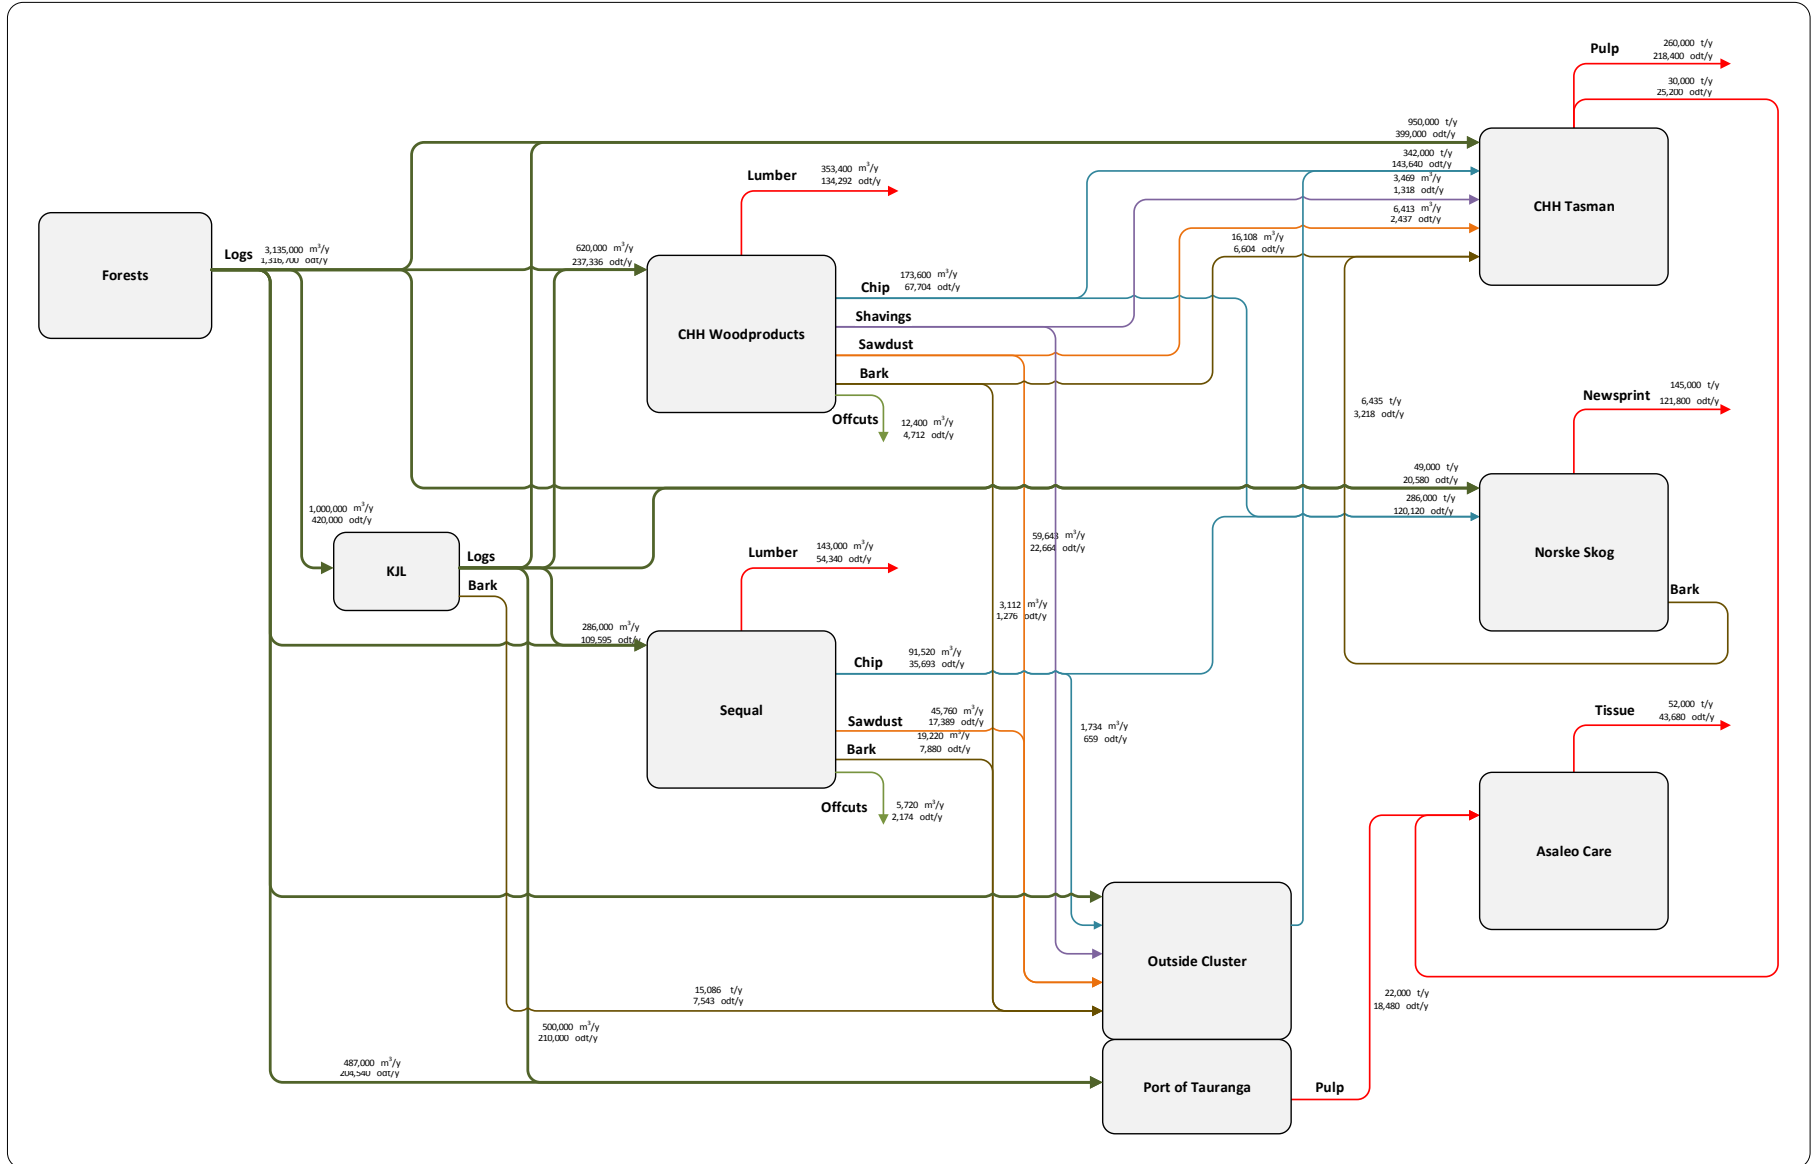 Pulp
260,000 t/y
218,400 odt/y
30,000 t/y
25,200 odt/y
950,000 t/y
399,000 odt/y
342,000 t/y
143,640 odt/y
3,469 m³/y
1,318 odt/y
6,413 m³/y
2,437 odt/y
16,108 m³/y
6,604 odt/y
CHH Tasman
Lumber
353,400 m³/y
134,292 odt/y
Forests
Logs
3,135,000 m³/y
1,316,700 odt/y
620,000 m³/y
237,336 odt/y
CHH Woodproducts
Chip
173,600 m³/y
67,704 odt/y
Shavings
Sawdust
Bark
Offcuts
12,400 m³/y
4,712 odt/y
6,435 t/y
3,218 odt/y
Newsprint
145,000 t/y
121,800 odt/y
49,000 t/y
20,580 odt/y
286,000 t/y
120,120 odt/y
Norske Skog
Bark
1,000,000 m³/y
420,000 odt/y
KJL
Logs
Bark
Lumber
143,000 m³/y
54,340 odt/y
59,643 m³/y
22,664 odt/y
3,112 m³/y
1,276 odt/y
286,000 m³/y
109,595 odt/y
Sequal
Chip
91,520 m³/y
35,693 odt/y
Sawdust
45,760 m³/y
17,389 odt/y
19,220 m³/y
Bark
7,880 odt/y
Offcuts
5,720 m³/y
2,174 odt/y
1,734 m³/y
659 odt/y
Tissue
52,000 t/y
43,680 odt/y
Asaleo Care
Outside Cluster
15,086 t/y
7,543 odt/y
22,000 t/y
18,480 odt/y
500,000 m³/y
210,000 odt/y
487,000 m³/y
204,540 odt/y
Port of Tauranga
Pulp